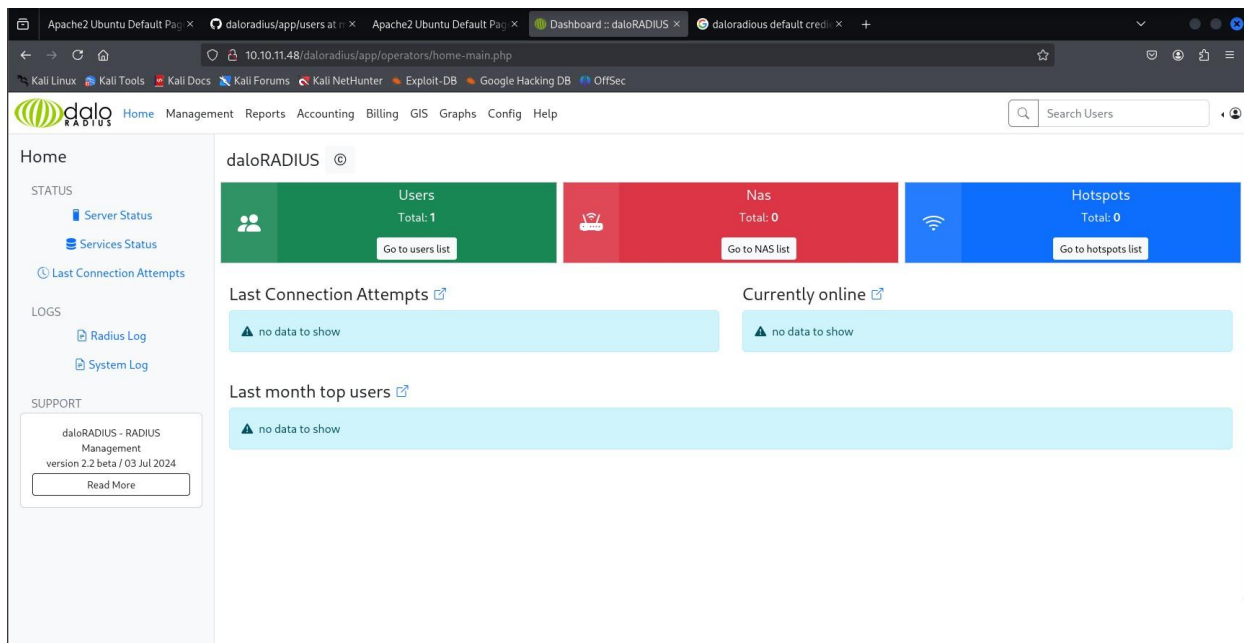 Apache2 Ubuntu Default Pag
daloradius/app/users at m
Apache2 Ubuntu Default Pag
Dashboard :: daloRADIUS
daloradious default credi
10.10.11.48/daloradius/app/operators/home-main.php
Kali Linux Kali Tools Kali Docs Kali Forums Kali NetHunter Exploit-DB Google Hacking DB OffSec
dalo
RADIUS
Home Management Reports Accounting Billing GIS Graphs Config Help
Search Users
Home
STATUS
Server Status
Services Status
Last Connection Attempts
LOGS
Radius Log
System Log
SUPPORT
daloRADIUS - RADIUS
Management
version 2.2 beta / 03 Jul 2024
Read More
daloRADIUS ©
Users
Total: 1
Go to users list
Nas
Total: 0
Go to NAS list
Hotspots
Total: 0
Go to hotspots list
Last Connection Attempts
no data to show
Currently online
no data to show
Last month top users
no data to show